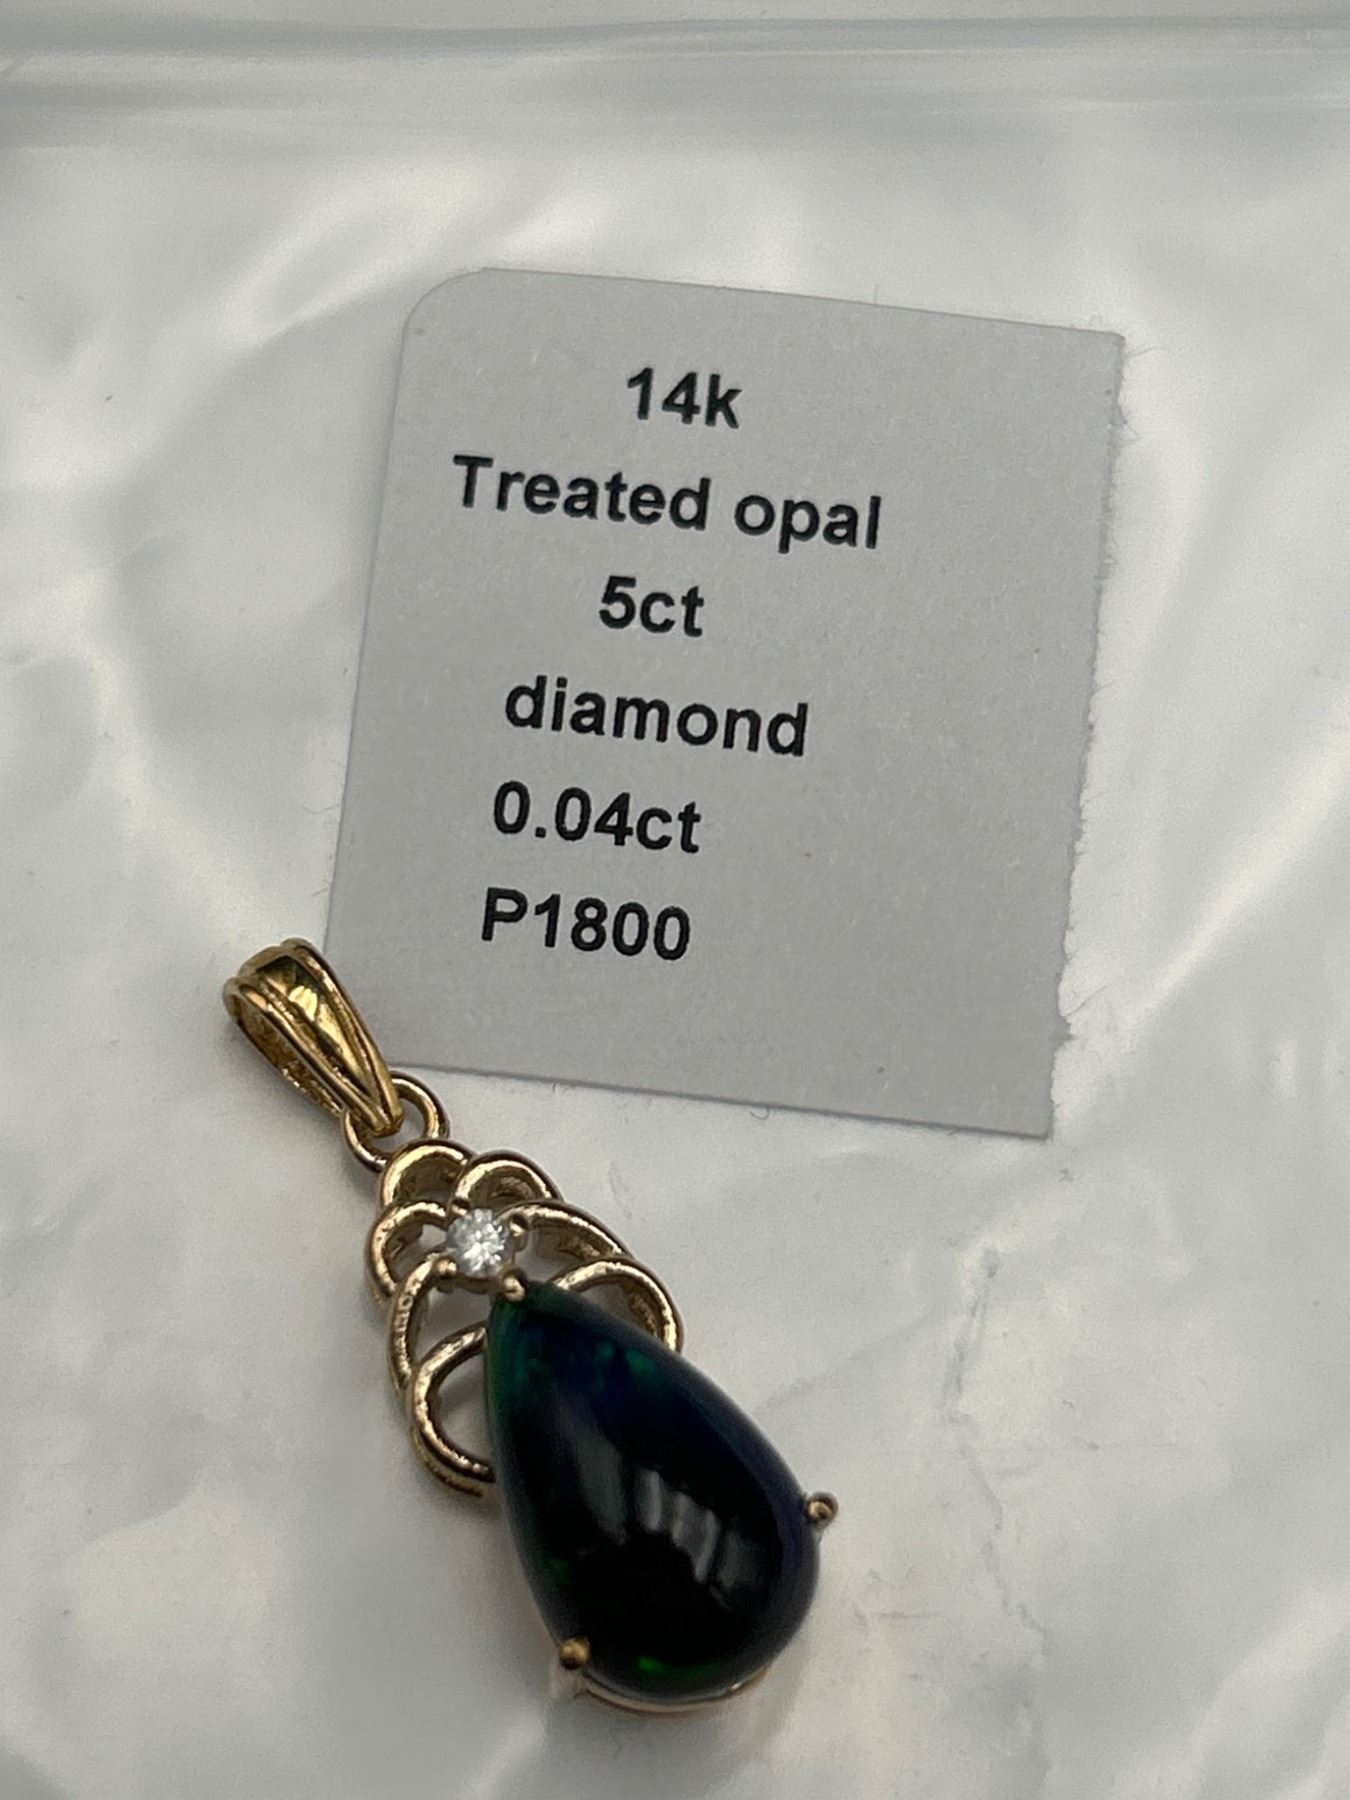 14k
Treated opal
5ct
diamond
0.04ct
P1800